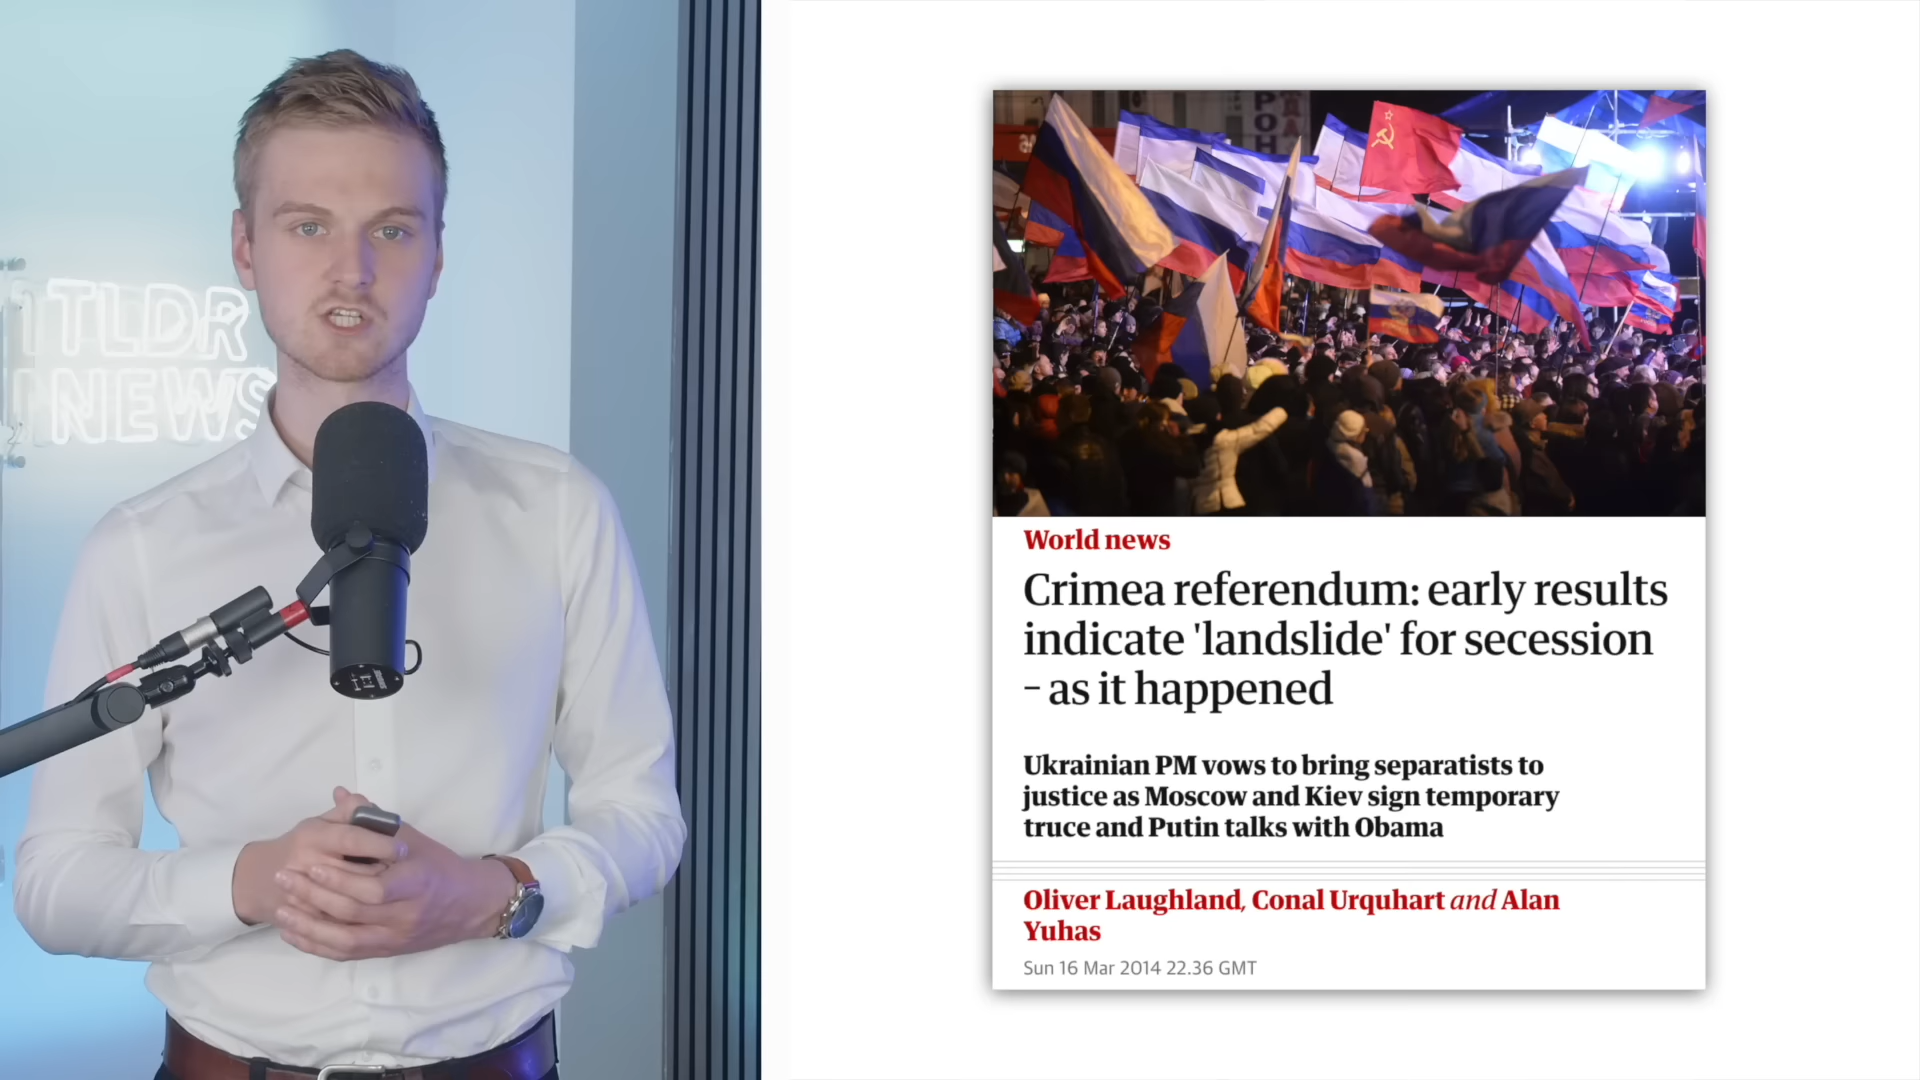 TLDR
NEWS
World news
Crimea referendum: early results
indicate 'landslide' for secession
- as it happened
Ukrainian PM vows to bring separatists to
justice as Moscow and Kiev sign temporary
truce and Putin talks with Obama
Oliver Laughland, Conal Urquhart and Alan
Yuhas
Sun 16 Mar 2014 22.36 GMT